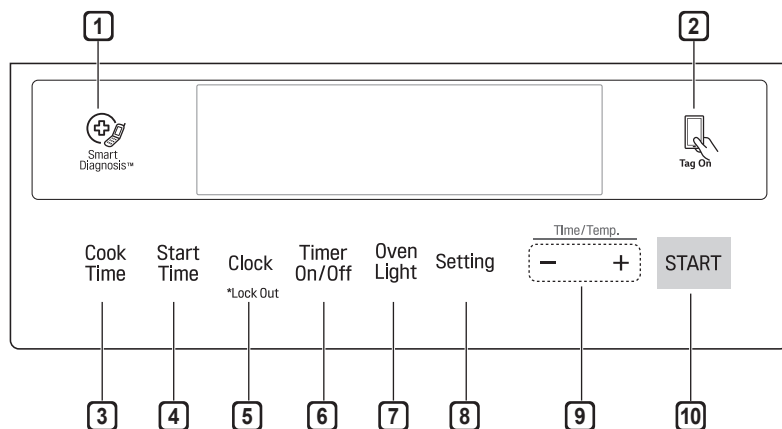 1
2
Smart
Diagnosis™
Tag On
Cook
Time
Start
Time
Clock
*Lock Out
Timer
On/Off
Oven
Light
Setting
Time/Temp.
− +
START
3 4 5 6 7 8 9 10